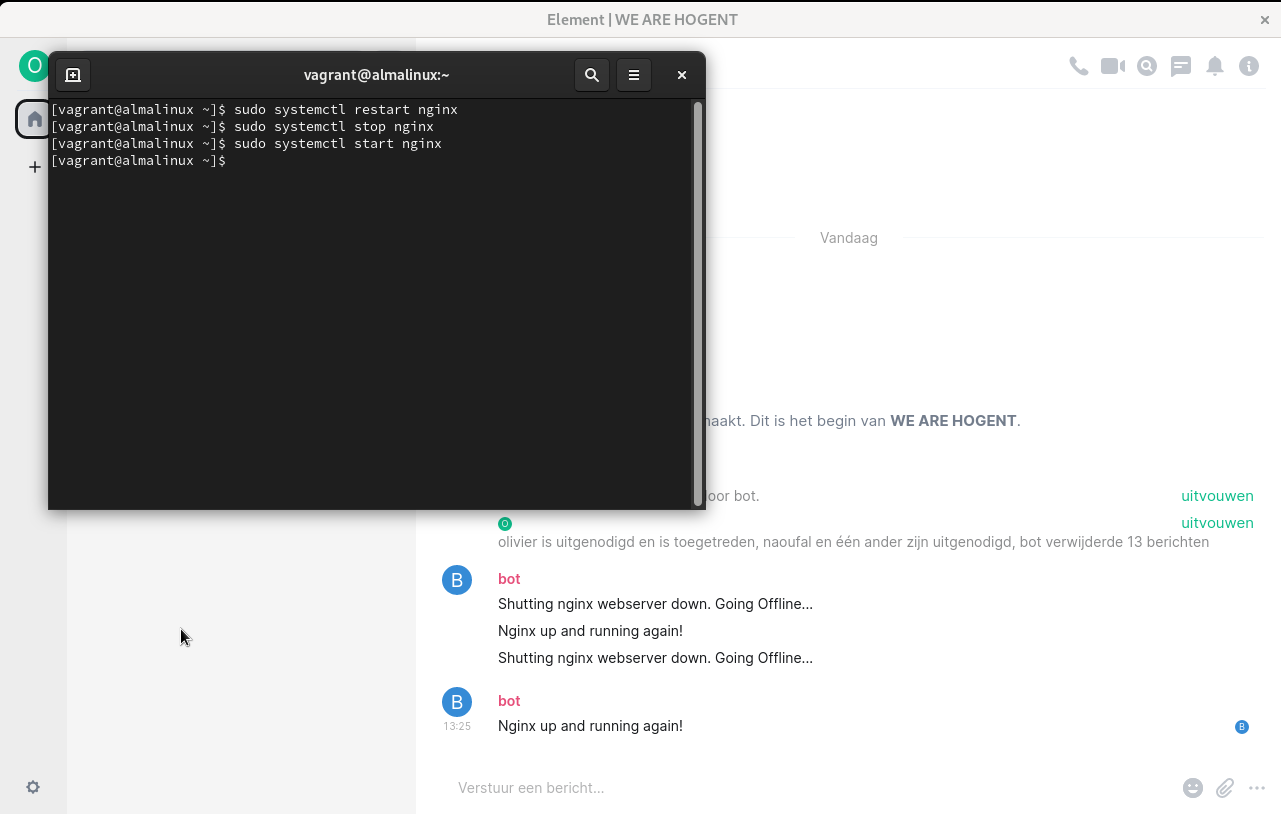 Element | WE ARE HOGENT
O
vagrant@almalinux:~
[vagrant@almalinux ~]$ sudo systemctl restart nginx
[vagrant@almalinux ~]$ sudo systemctl stop nginx
[vagrant@almalinux ~]$ sudo systemctl start nginx
[vagrant@almalinux ~]$
Vandaag
Dit is het begin van WE ARE HOGENT.
bot.
uitvouwen
O
uitvouwen
olivier is uitgenodigd en is toegetreden, naoufal en één ander zijn uitgenodigd, bot verwijderde 13 berichten
B
bot
Shutting nginx webserver down. Going Offline...
Nginx up and running again!
Shutting nginx webserver down. Going Offline...
B
bot
13:25
Nginx up and running again!
B
Verstuur een bericht...